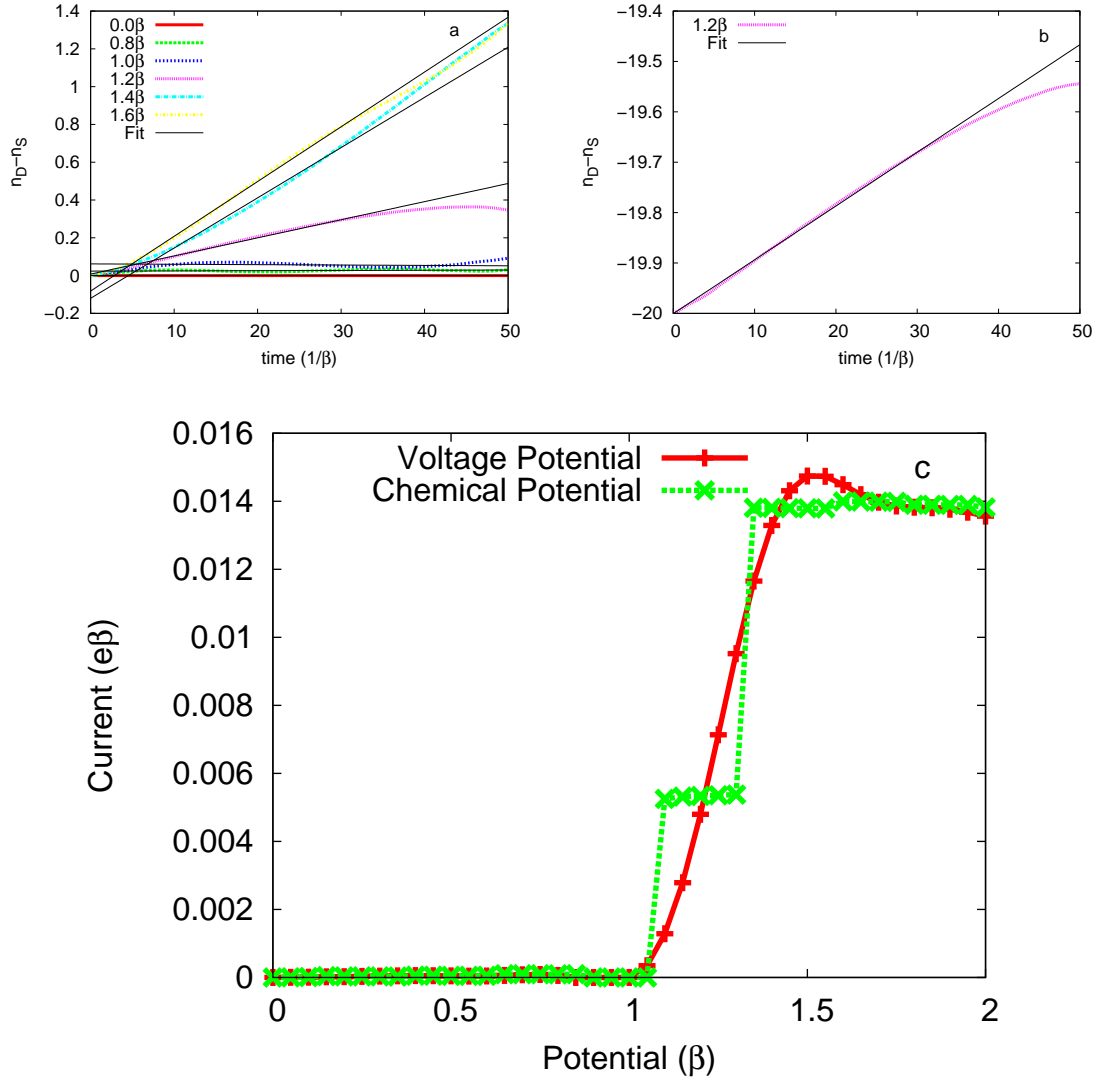 1.4
1.2
1
0.8
0.6
0.4
0.2
0
−0.2
0.0β
0.8β
1.0β
1.2β
1.4β
1.6β
Fit
a
n_D−n_S
0 10 20 30 40 50
time (1/β)
−19.4
−19.5
−19.6
−19.7
−19.8
−19.9
−20
1.2β
Fit
b
n_D−n_S
0 10 20 30 40 50
time (1/β)
0.016
0.014
0.012
0.01
0.008
0.006
0.004
0.002
0
Voltage Potential
Chemical Potential
c
Current (eβ)
0 0.5 1 1.5 2
Potential (β)